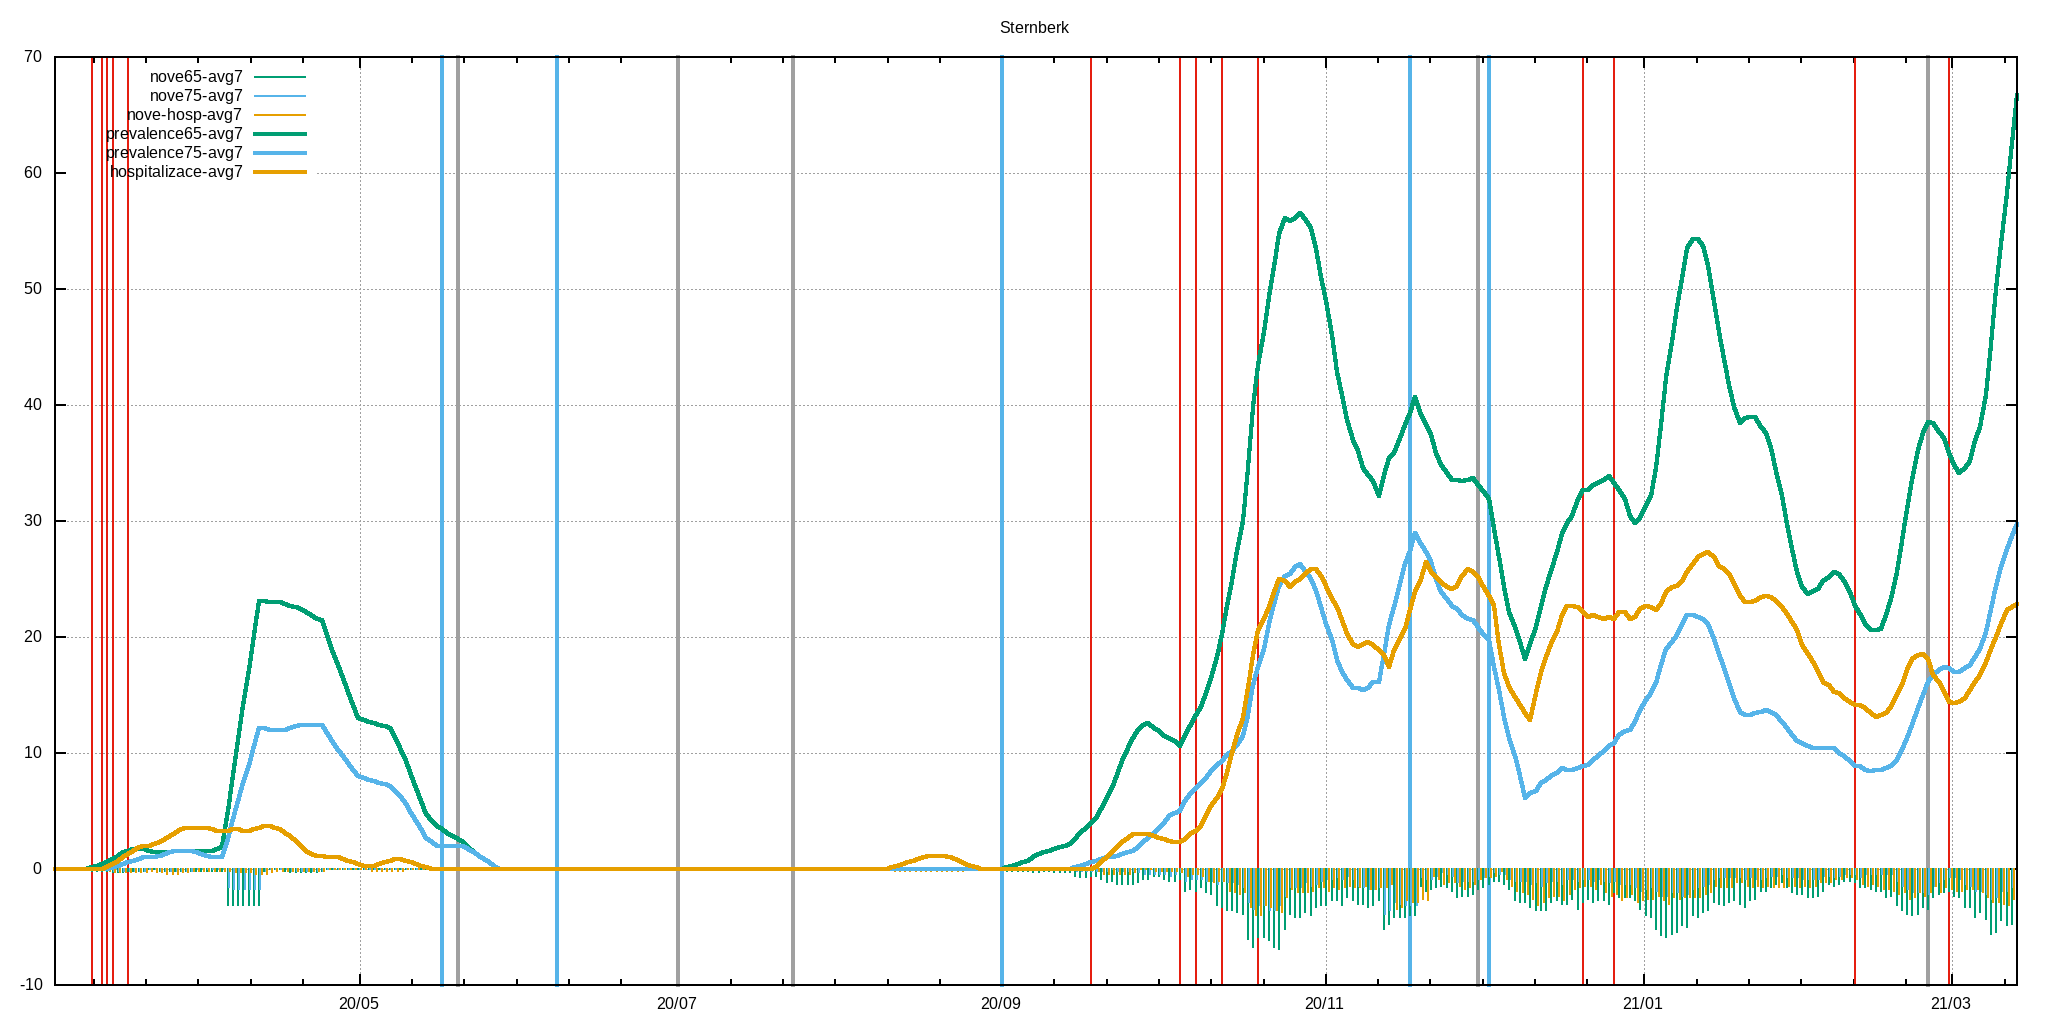 Sternberk
70
60
50
40
30
20
10
0
-10
nove65-avg7
nove75-avg7
nove-hosp-avg7
prevalence65-avg7
prevalence75-avg7
hospitalizace-avg7
20/05 20/07 20/09 20/11 21/01 21/03